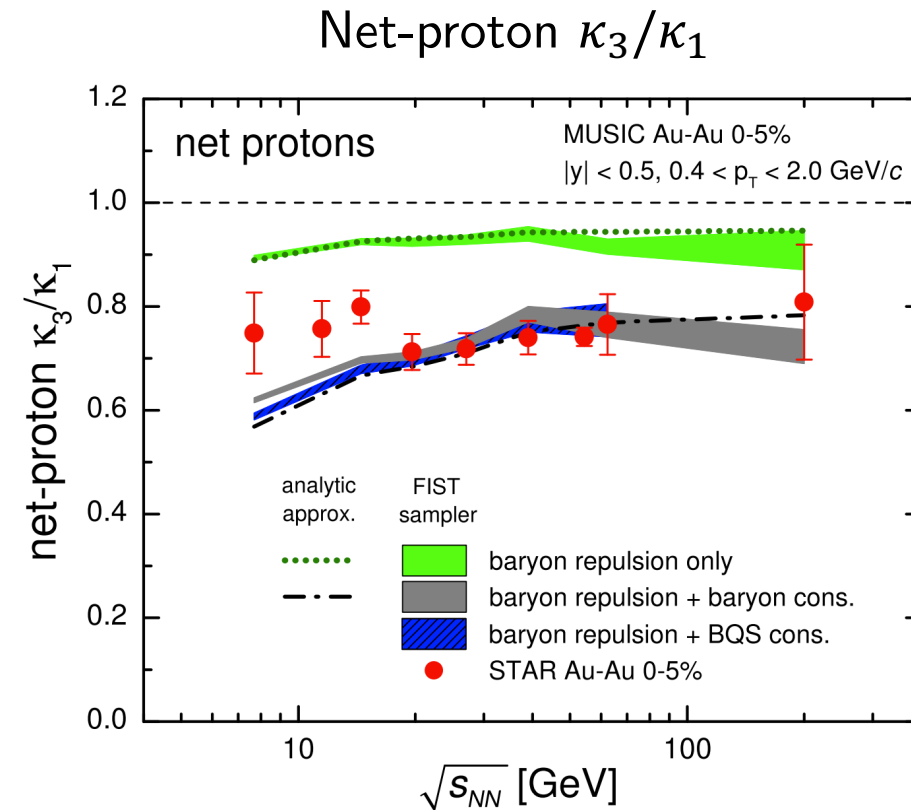 Net-proton κ₃/κ₁
net protons
MUSIC Au-Au 0-5%
|y| < 0.5, 0.4 < p_T < 2.0 GeV/c
net-proton κ₃/κ₁
1.2
1.0
0.8
0.6
0.4
0.2
0.0
analytic approx.
FIST sampler
baryon repulsion only
baryon repulsion + baryon cons.
baryon repulsion + BQS cons.
STAR Au-Au 0-5%
10
100
√s_NN [GeV]